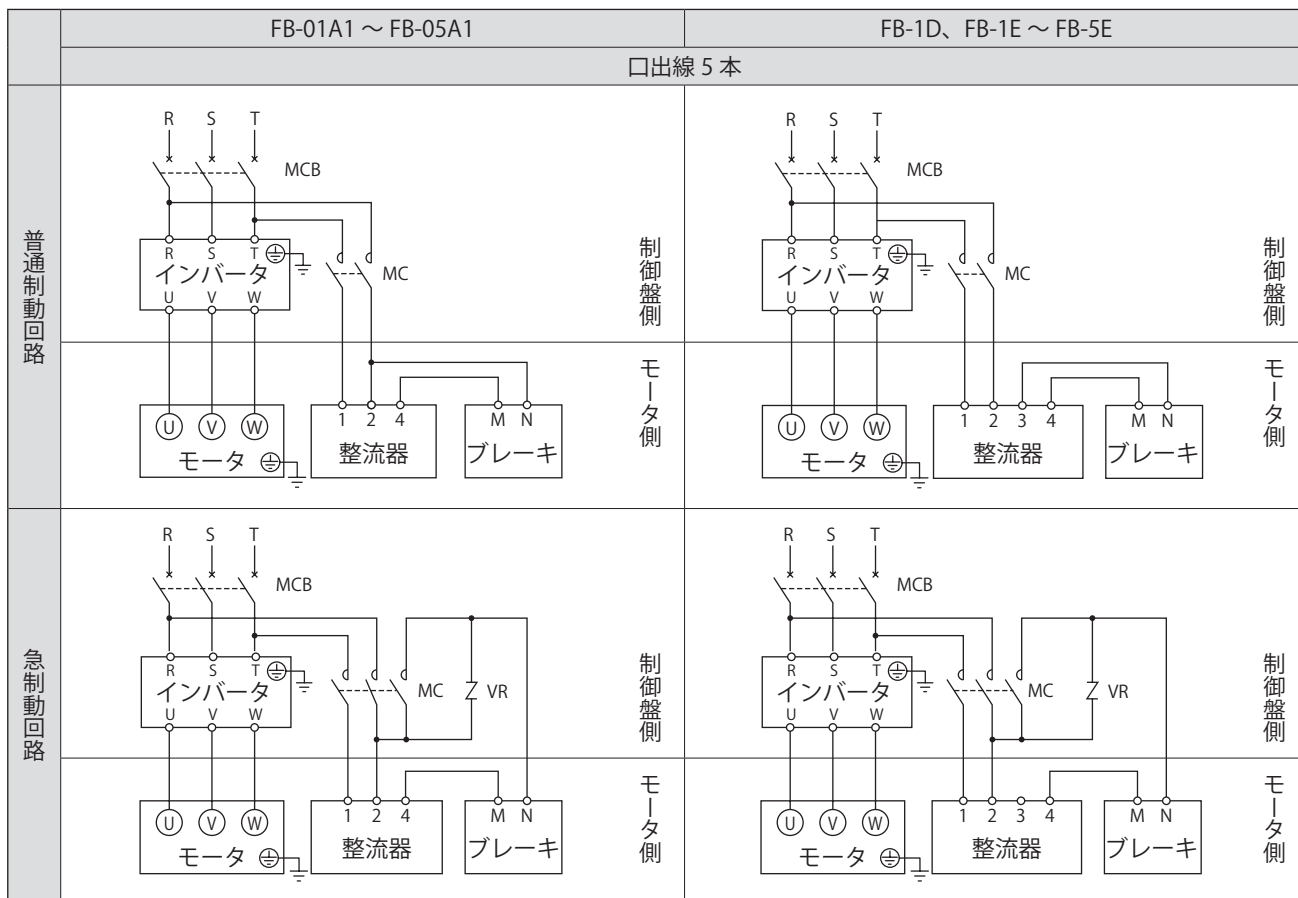 FB-01A1 ～ FB-05A1
FB-1D、FB-1E ～ FB-5E
口出線 5 本
普通制動回路
R S T
MCB
R S T
インバータ
U V W
MC
制御盤側
U V W
モータ
1 2 4
整流器
M N
ブレーキ
モータ側
R S T
MCB
R S T
インバータ
U V W
MC
制御盤側
U V W
モータ
1 2 3 4
整流器
M N
ブレーキ
モータ側
急制動回路
R S T
MCB
R S T
インバータ
U V W
MC
VR
制御盤側
U V W
モータ
1 2 4
整流器
M N
ブレーキ
モータ側
R S T
MCB
R S T
インバータ
U V W
MC
VR
制御盤側
U V W
モータ
1 2 3 4
整流器
M N
ブレーキ
モータ側